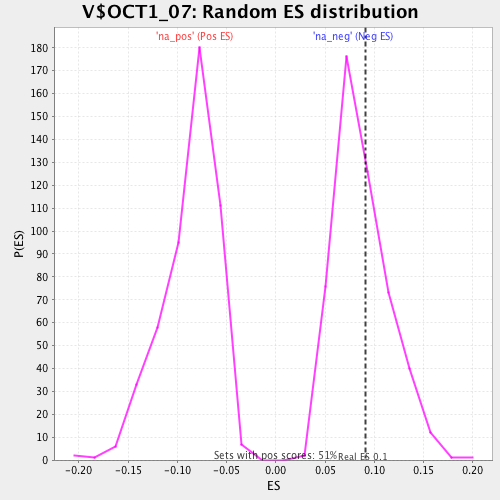 V$OCT1_07: Random ES distribution
'na_pos' (Pos ES)
'na_neg' (Neg ES)
180
170
160
150
140
130
120
110
100
90
80
70
60
50
40
30
20
10
0
P(ES)
Sets with pos scores: 51%
Real ES 0.1
-0.20 -0.15 -0.10 -0.05 0.00 0.05 0.10 0.15 0.20
ES